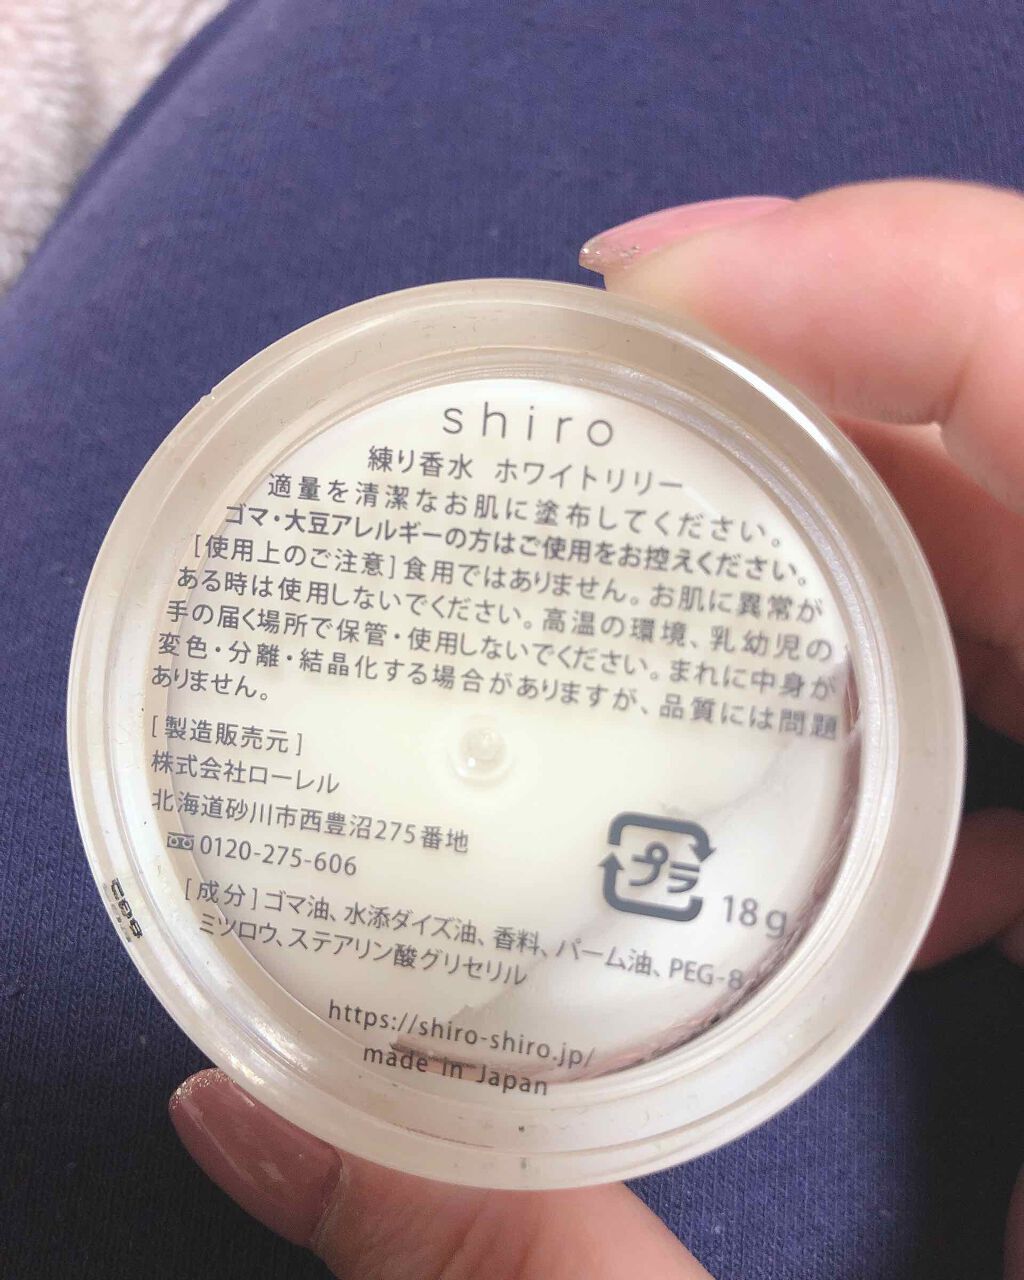 shiro
練り香水 ホワイトリリー
適量を清潔なお肌に塗布してください。
ゴマ・大豆アレルギーの方はご使用をお控えください。
[使用上のご注意]食用ではありません。お肌に異常が
ある時は使用しないでください。高温の環境、乳幼児の
手の届く場所で保管・使用しないでください。まれに中身が
変色・分離・結晶化する場合がありますが、品質には問題
ありません。
[製造販売元]
株式会社ローレル
北海道砂川市西豊沼275番地
0120-275-606
プラ
18g
[成分]ゴマ油、水添ダイズ油、香料、パーム油、PEG-8
ミツロウ、ステアリン酸グリセリル
https://shiro-shiro.jp/
made in Japan